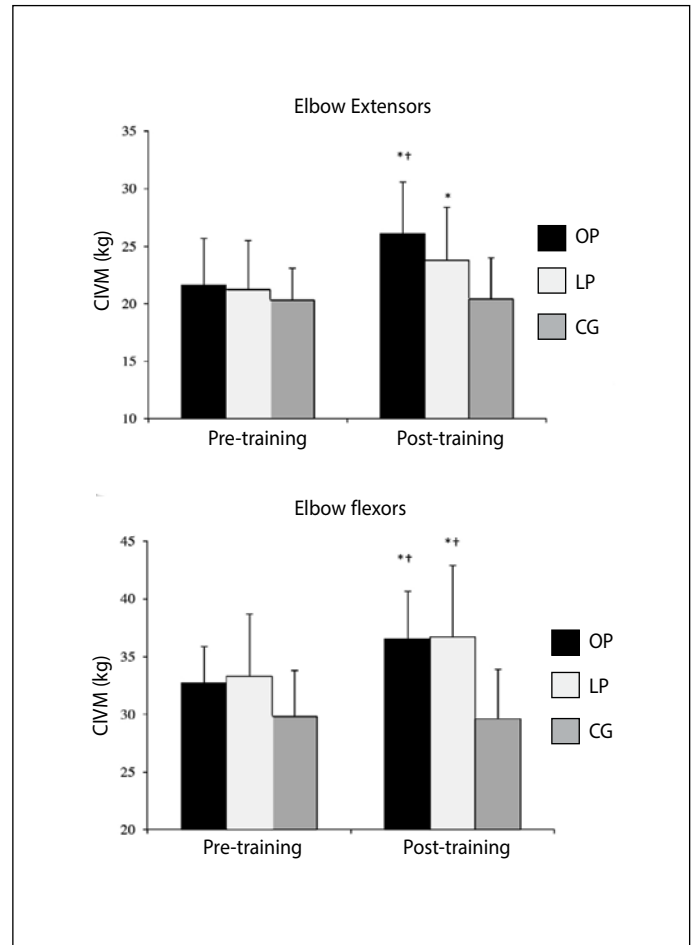 Elbow Extensors
CIVM (kg)
35
30
25
20
15
10
*†
*
Pre-training
Post-training
OP
LP
CG
Elbow flexors
CIVM (kg)
45
40
35
30
25
20
*†
*†
Pre-training
Post-training
OP
LP
CG